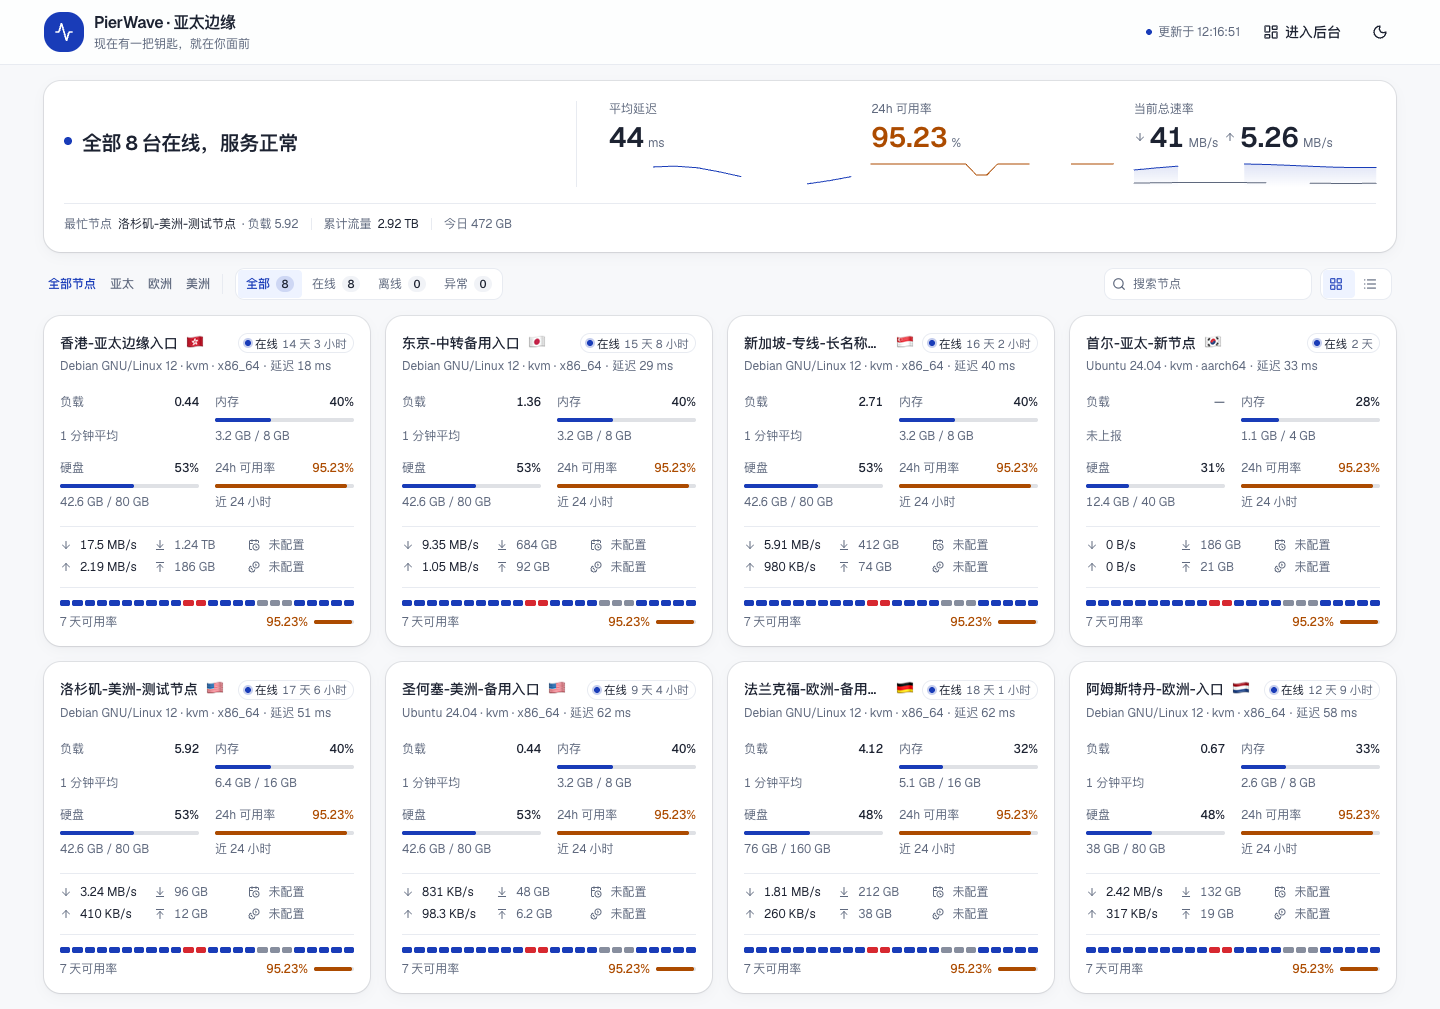 PierWave · 亚太边缘
现在有一把钥匙，就在你面前
更新于 12:16:51
进入后台
全部 8 台在线，服务正常
平均延迟
44 ms
24h 可用率
95.23 %
当前总速率
↓ 41 MB/s ↑ 5.26 MB/s
最忙节点 洛杉矶-美洲-测试节点 · 负载 5.92
累计流量 2.92 TB
今日 472 GB
全部节点 亚太 欧洲 美洲
全部 8 在线 8 离线 0 异常 0
搜索节点
香港-亚太边缘入口 在线 14 天 3 小时
Debian GNU/Linux 12 · kvm · x86_64 · 延迟 18 ms
负载 0.44 内存 40%
1 分钟平均 3.2 GB / 8 GB
硬盘 53% 24h 可用率 95.23%
42.6 GB / 80 GB 近 24 小时
↓ 17.5 MB/s 1.24 TB 未配置
↑ 2.19 MB/s 186 GB 未配置
7 天可用率 95.23%
东京-中转备用入口 在线 15 天 8 小时
Debian GNU/Linux 12 · kvm · x86_64 · 延迟 29 ms
负载 1.36 内存 40%
1 分钟平均 3.2 GB / 8 GB
硬盘 53% 24h 可用率 95.23%
42.6 GB / 80 GB 近 24 小时
↓ 9.35 MB/s 684 GB 未配置
↑ 1.05 MB/s 92 GB 未配置
7 天可用率 95.23%
新加坡-专线-长名称... 在线 16 天 2 小时
Debian GNU/Linux 12 · kvm · x86_64 · 延迟 40 ms
负载 2.71 内存 40%
1 分钟平均 3.2 GB / 8 GB
硬盘 53% 24h 可用率 95.23%
42.6 GB / 80 GB 近 24 小时
↓ 5.91 MB/s 412 GB 未配置
↑ 980 KB/s 74 GB 未配置
7 天可用率 95.23%
首尔-亚太-新节点 在线 2 天
Ubuntu 24.04 · kvm · aarch64 · 延迟 33 ms
负载 — 内存 28%
未上报 1.1 GB / 4 GB
硬盘 31% 24h 可用率 95.23%
12.4 GB / 40 GB 近 24 小时
↓ 0 B/s 186 GB 未配置
↑ 0 B/s 21 GB 未配置
7 天可用率 95.23%
洛杉矶-美洲-测试节点 在线 17 天 6 小时
Debian GNU/Linux 12 · kvm · x86_64 · 延迟 51 ms
负载 5.92 内存 40%
1 分钟平均 6.4 GB / 16 GB
硬盘 53% 24h 可用率 95.23%
42.6 GB / 80 GB 近 24 小时
↓ 3.24 MB/s 96 GB 未配置
↑ 410 KB/s 12 GB 未配置
7 天可用率 95.23%
圣何塞-美洲-备用入口 在线 9 天 4 小时
Ubuntu 24.04 · kvm · x86_64 · 延迟 62 ms
负载 0.44 内存 40%
1 分钟平均 3.2 GB / 8 GB
硬盘 53% 24h 可用率 95.23%
42.6 GB / 80 GB 近 24 小时
↓ 831 KB/s 48 GB 未配置
↑ 98.3 KB/s 6.2 GB 未配置
7 天可用率 95.23%
法兰克福-欧洲-备用... 在线 18 天 1 小时
Debian GNU/Linux 12 · kvm · x86_64 · 延迟 62 ms
负载 4.12 内存 32%
1 分钟平均 5.1 GB / 16 GB
硬盘 48% 24h 可用率 95.23%
76 GB / 160 GB 近 24 小时
↓ 1.81 MB/s 212 GB 未配置
↑ 260 KB/s 38 GB 未配置
7 天可用率 95.23%
阿姆斯特丹-欧洲-入口 在线 12 天 9 小时
Debian GNU/Linux 12 · kvm · x86_64 · 延迟 58 ms
负载 0.67 内存 33%
1 分钟平均 2.6 GB / 8 GB
硬盘 48% 24h 可用率 95.23%
38 GB / 80 GB 近 24 小时
↓ 2.42 MB/s 132 GB 未配置
↑ 317 KB/s 19 GB 未配置
7 天可用率 95.23%